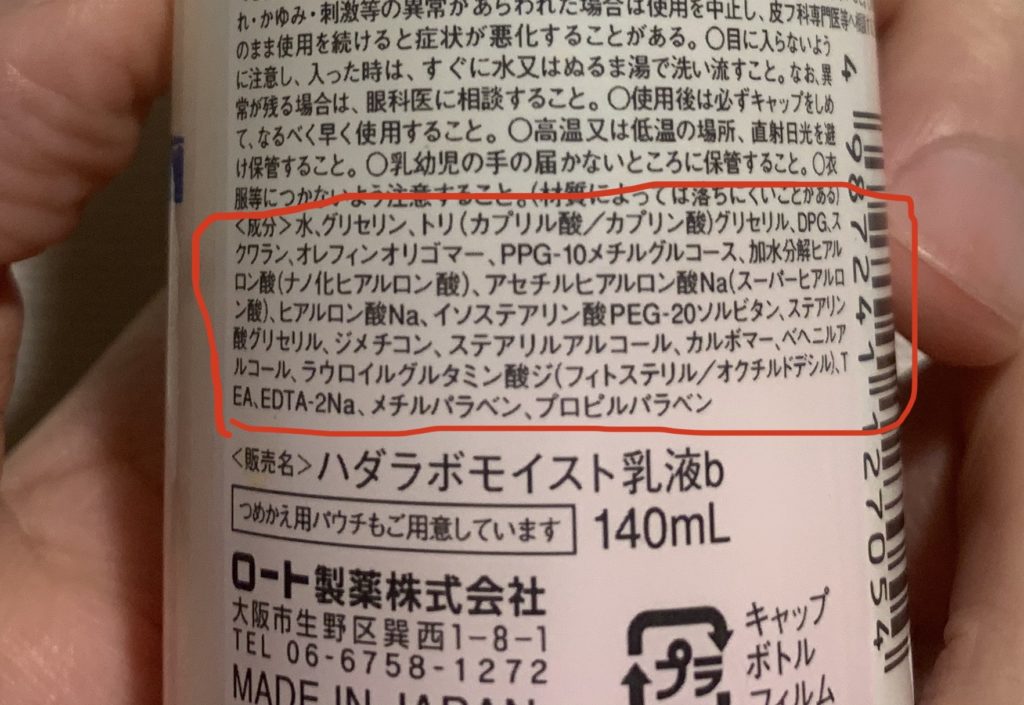 れ・かゆみ・刺激等の異常があらわれた場合は使用を中止し、皮フ科専門医等へ
のまま使用を続けると症状が悪化することがある。○目に入らないよう
に注意し、入った時は、すぐに水又はぬるま湯で洗い流すこと。なお、異
常が残る場合は、眼科医に相談すること。○使用後は必ずキャップをしめ
て、なるべく早く使用すること。○高温又は低温の場所、直射日光を避
け保管すること。○乳幼児の手の届かないところに保管すること。○衣
服等につかないよう注意すること。(材質によっては落ちにくいことがある)
<成分>水、グリセリン、トリ(カプリル酸/カプリン酸)グリセリル、DPG、ス
クワラン、オレフィンオリゴマー、PPG-10メチルグルコース、加水分解ヒアル
ロン酸(ナノ化ヒアルロン酸)、アセチルヒアルロン酸Na(スーパーヒアルロ
ン酸)、ヒアルロン酸Na、イソステアリン酸PEG-20ソルビタン、ステアリン
酸グリセリル、ジメチコン、ステアリルアルコール、カルボマー、ベヘニルア
ルコール、ラウロイルグルタミン酸ジ(フィトステリル/オクチルドデシル)、T
EA、EDTA-2Na、メチルパラベン、プロピルパラベン
<販売名>ハダラボモイスト乳液b
つめかえ用パウチもご用意しています 140mL
ロート製薬株式会社
大阪市生野区巽西1-8-1
TEL 06-6758-1272
MADE IN JAPAN
プラ
キャップ
ボトル
フィルム
4 987241 127054